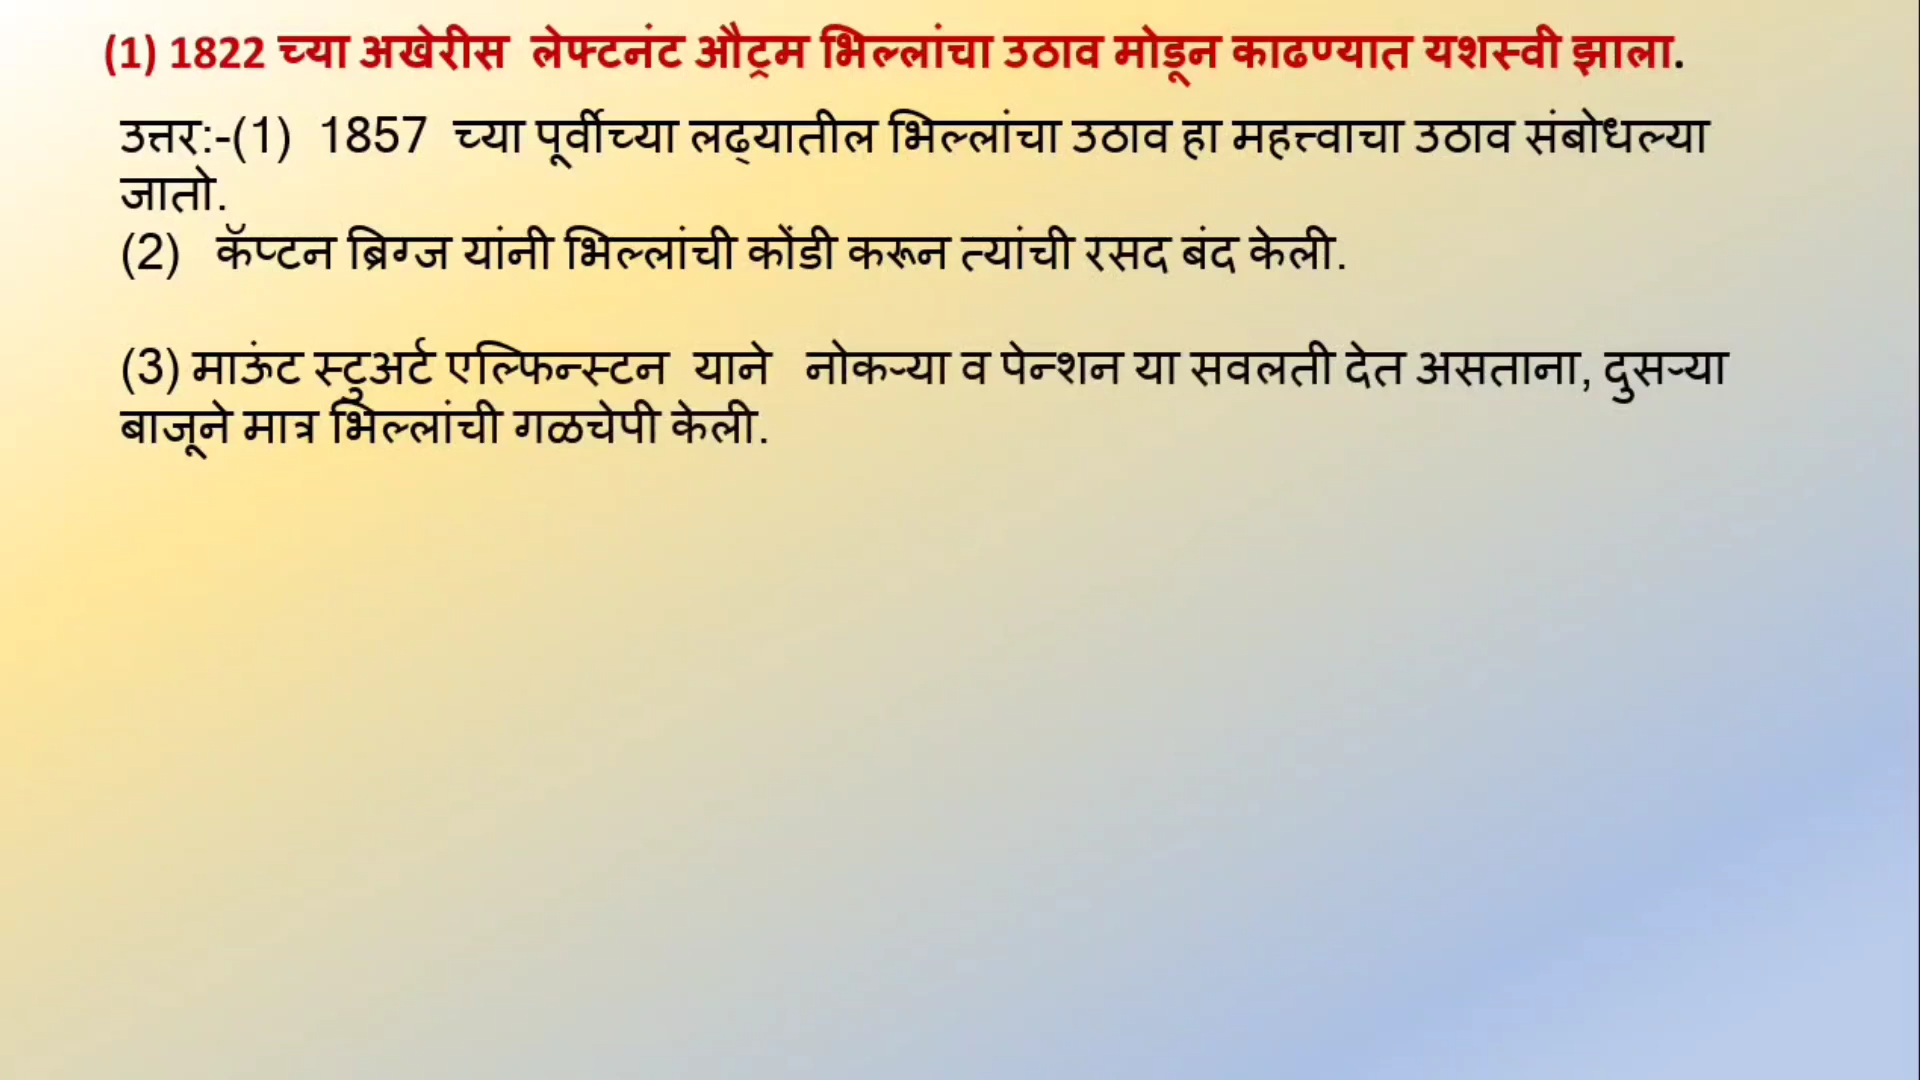 (1) 1822 च्या अखेरीस लेफ्टनंट औट्रम भिल्लांचा उठाव मोडून काढण्यात यशस्वी झाला.
उत्तर:-(1) 1857 च्या पूर्वीच्या लढ्यातील भिल्लांचा उठाव हा महत्त्वाचा उठाव संबोधल्या
जातो.
(2) कॅप्टन ब्रिग्ज यांनी भिल्लांची कोंडी करून त्यांची रसद बंद केली.
(3) माऊंट स्टुअर्ट एल्फिन्स्टन याने नोकऱ्या व पेन्शन या सवलती देत असताना, दुसऱ्या
बाजूने मात्र भिल्लांची गळचेपी केली.